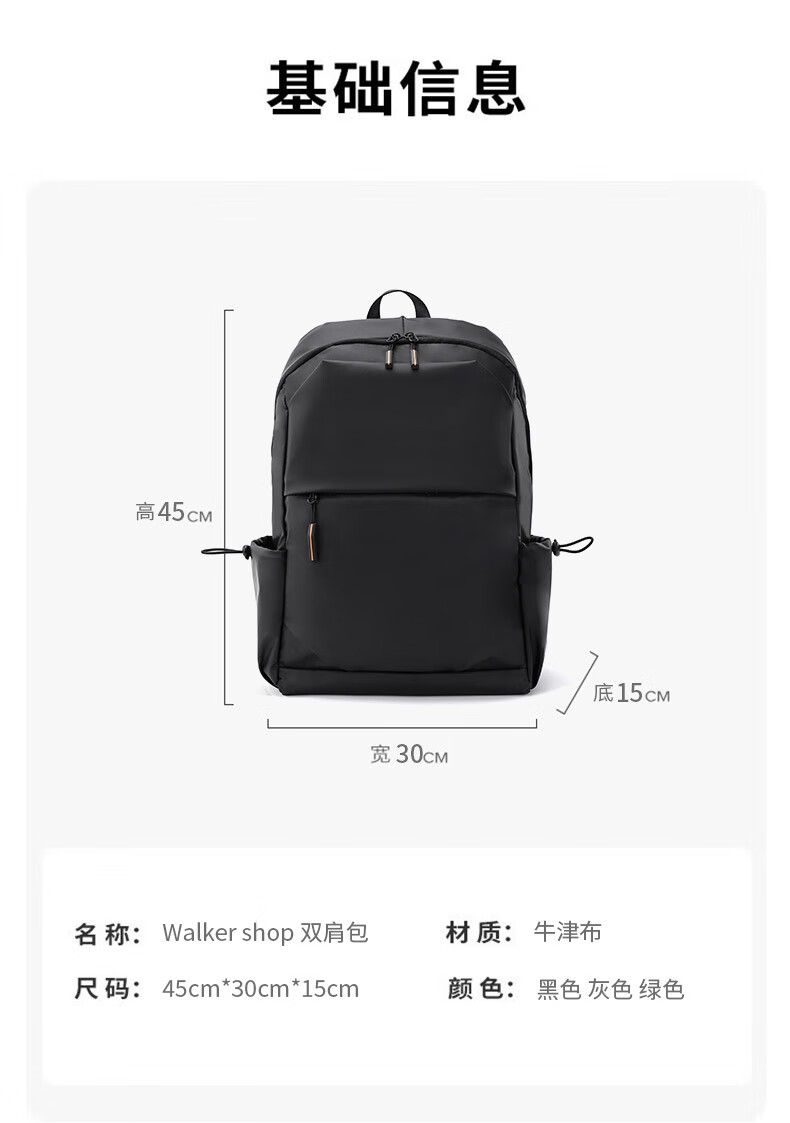 基础信息
高45CM
底15CM
宽30CM
名称： Walker shop 双肩包
材质： 牛津布
尺码： 45cm*30cm*15cm
颜色： 黑色 灰色 绿色